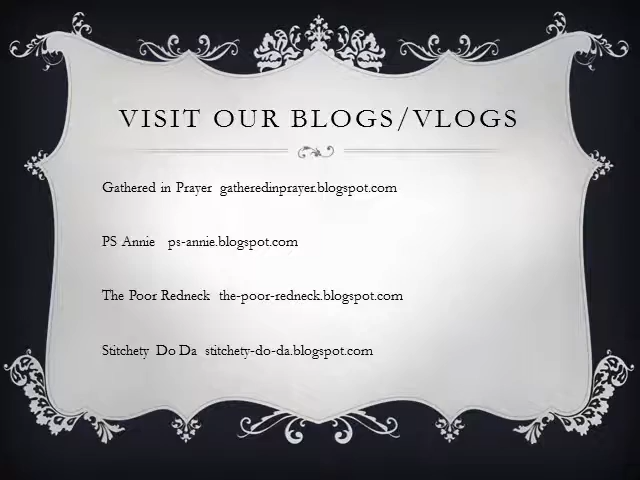 VISIT OUR BLOGS/VLOGS
Gathered in Prayer gatheredinprayer.blogspot.com
PS Annie ps-annie.blogspot.com
The Poor Redneck the-poor-redneck.blogspot.com
Stitchety Do Da stitchety-do-da.blogspot.com